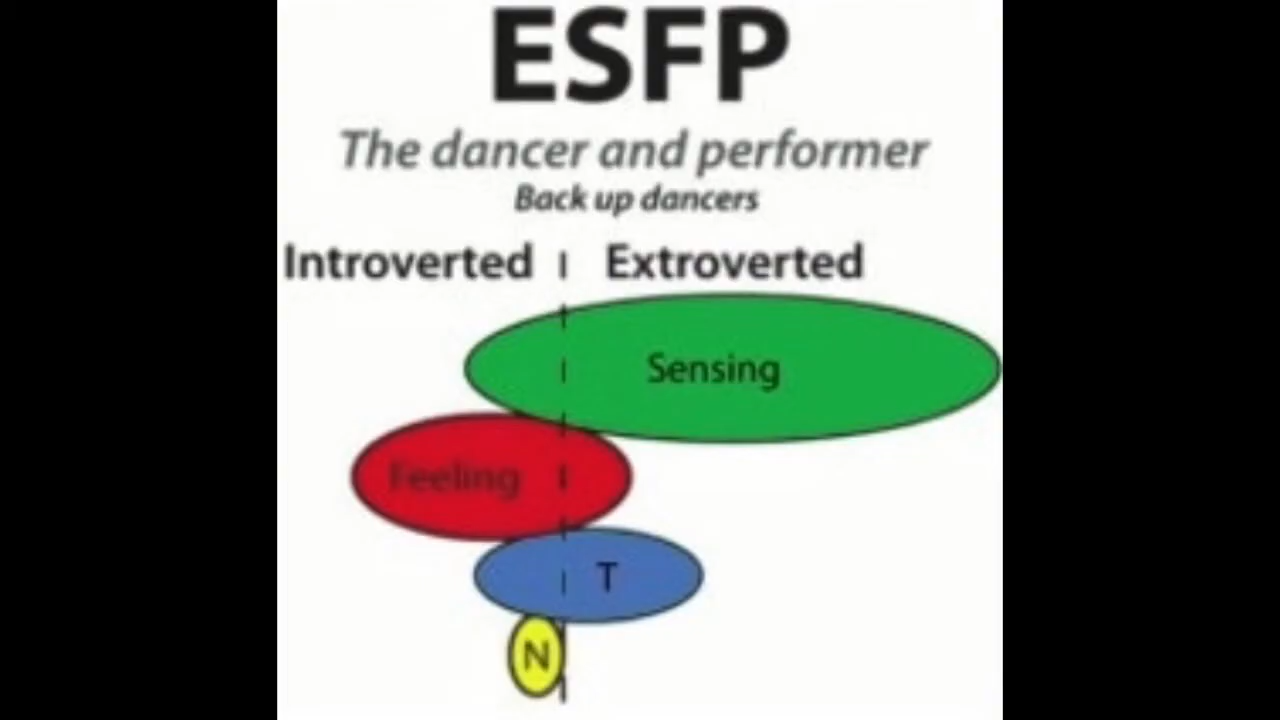 ESFP
The dancer and performer
Back up dancers
Introverted | Extroverted
Sensing
Feeling
T
N